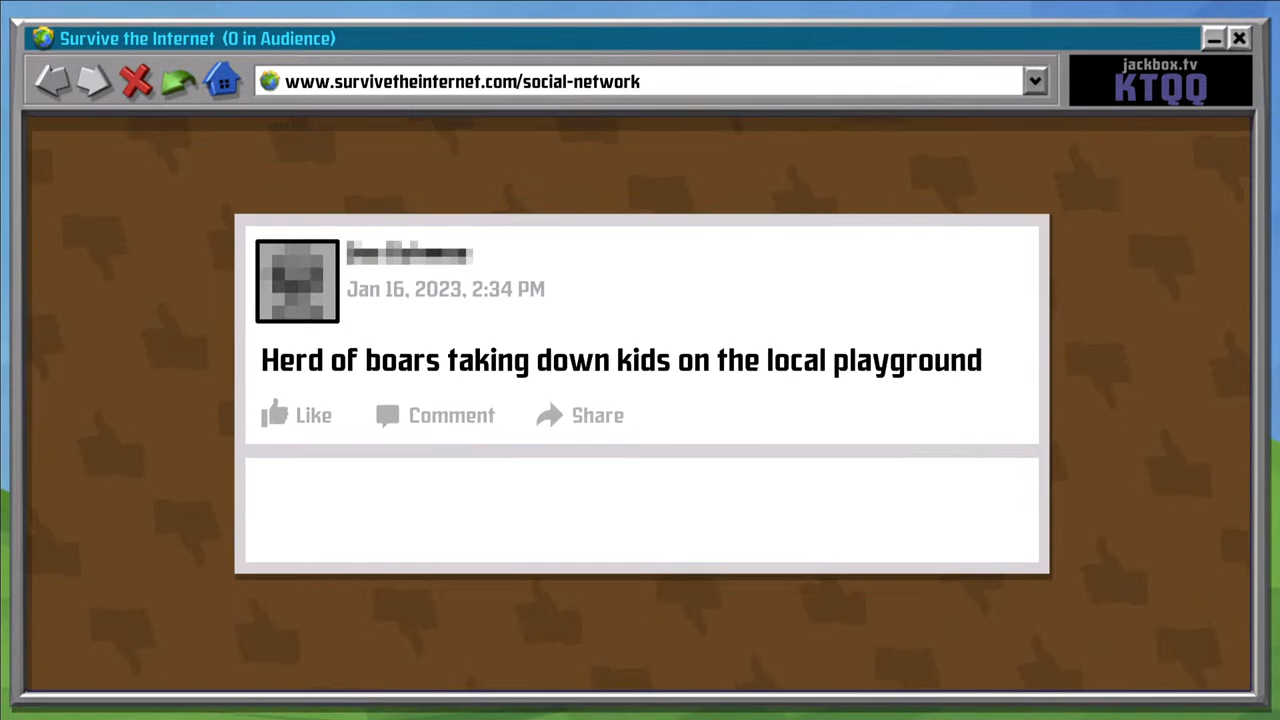 Survive the Internet (0 in Audience)
www.survivetheinternet.com/social-network
jackbox.tv
KTQQ
Jan 16, 2023, 2:34 PM
Herd of boars taking down kids on the local playground
Like Comment Share